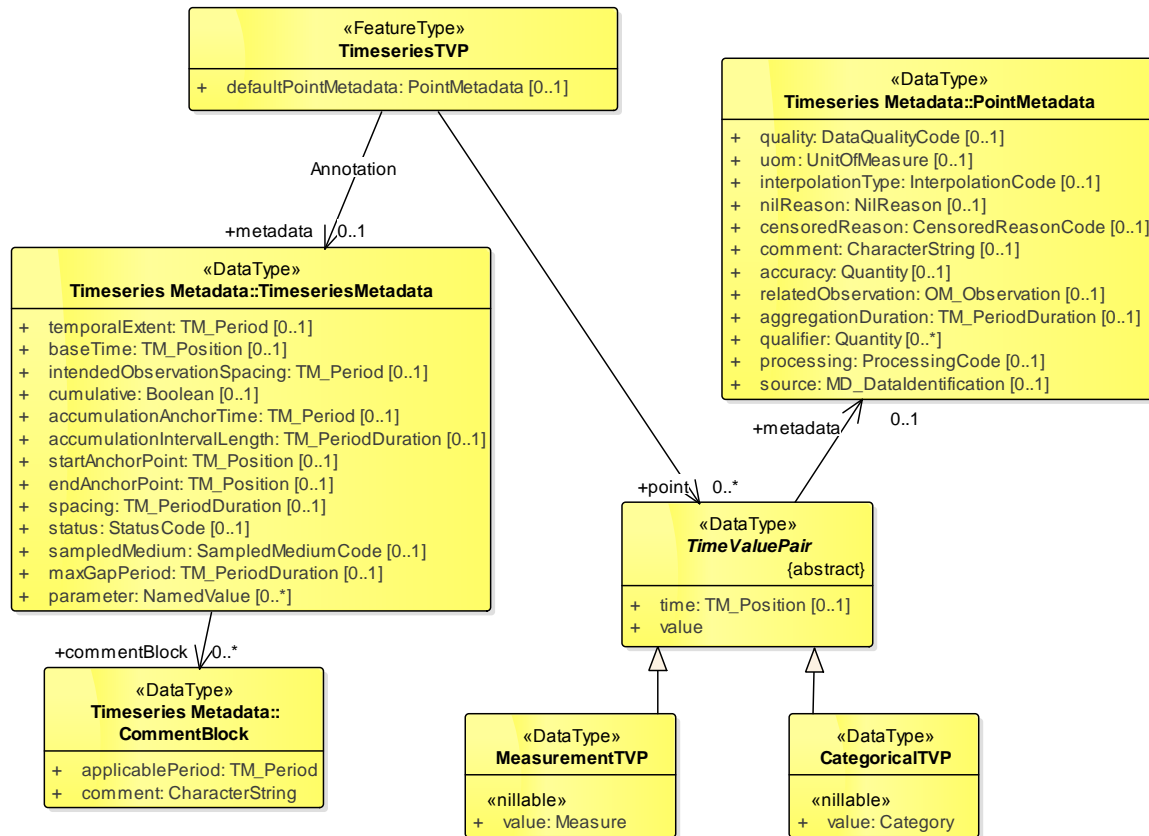 «FeatureType»
TimeseriesTVP
+ defaultPointMetadata: PointMetadata [0..1]
Annotation
+metadata 0..1
«DataType»
Timeseries Metadata::TimeseriesMetadata
+ temporalExtent: TM_Period [0..1]
+ baseTime: TM_Position [0..1]
+ intendedObservationSpacing: TM_Period [0..1]
+ cumulative: Boolean [0..1]
+ accumulationAnchorTime: TM_Period [0..1]
+ accumulationIntervalLength: TM_PeriodDuration [0..1]
+ startAnchorPoint: TM_Position [0..1]
+ endAnchorPoint: TM_Position [0..1]
+ spacing: TM_PeriodDuration [0..1]
+ status: StatusCode [0..1]
+ sampledMedium: SampledMediumCode [0..1]
+ maxGapPeriod: TM_PeriodDuration [0..1]
+ parameter: NamedValue [0..*]
+commentBlock 0..*
«DataType»
Timeseries Metadata::
CommentBlock
+ applicablePeriod: TM_Period
+ comment: CharacterString
«DataType»
Timeseries Metadata::PointMetadata
+ quality: DataQualityCode [0..1]
+ uom: UnitOfMeasure [0..1]
+ interpolationType: InterpolationCode [0..1]
+ nilReason: NilReason [0..1]
+ censoredReason: CensoredReasonCode [0..1]
+ comment: CharacterString [0..1]
+ accuracy: Quantity [0..1]
+ relatedObservation: OM_Observation [0..1]
+ aggregationDuration: TM_PeriodDuration [0..1]
+ qualifier: Quantity [0..*]
+ processing: ProcessingCode [0..1]
+ source: MD_DataIdentification [0..1]
+metadata 0..1
+point 0..*
«DataType»
TimeValuePair
{abstract}
+ time: TM_Position [0..1]
+ value
«DataType»
MeasurementTVP
«nillable»
+ value: Measure
«DataType»
CategoricalTVP
«nillable»
+ value: Category